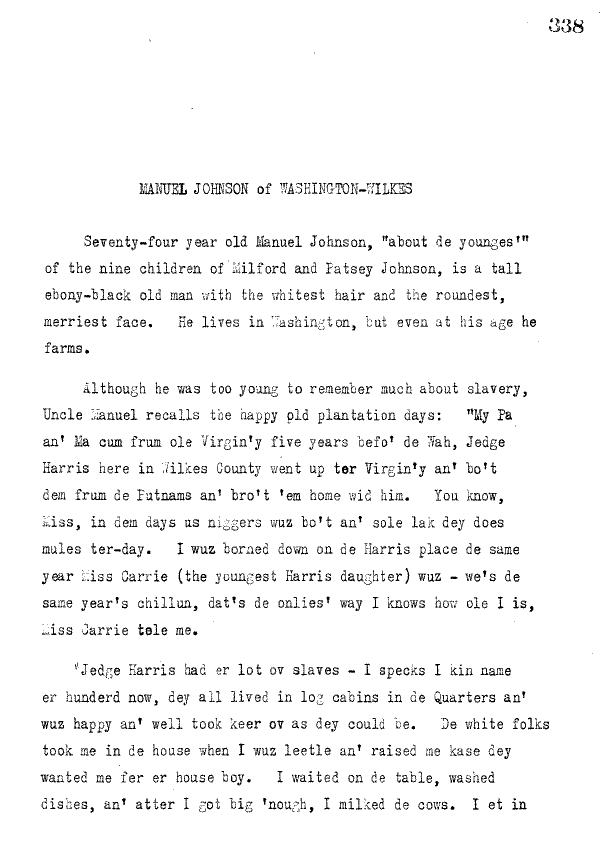 338
MANUEL JOHNSON of WASHINGTON-WILKES
Seventy-four year old Manuel Johnson, "about de younges'"
of the nine children of Milford and Patsey Johnson, is a tall
ebony-black old man with the whitest hair and the roundest,
merriest face. He lives in Washington, but even at his age he
farms.
Although he was too young to remember much about slavery,
Uncle Manuel recalls the happy old plantation days: "My Pa
an' Ma cum frum ole Virgin'y five years befo' de Wah, Jedge
Harris here in Wilkes County went up ter Virgin'y an' bo't
dem frum de Putnams an' bro't 'em home wid him. You know,
Miss, in dem days us niggers wuz bo't an' sole lak dey does
mules ter-day. I wuz borned down on de Harris place de same
year Miss Carrie (the youngest Harris daughter) wuz - we's de
same year's chillun, dat's de onlies' way I knows how ole I is,
Miss Carrie tele me.
"Jedge Harris had er lot ov slaves - I specks I kin name
er hunderd now, dey all lived in log cabins in de Quarters an'
wuz happy an' well took keer ov as dey could be. De white folks
took me in de house when I wuz leetle an' raised me kase dey
wanted me fer er house boy. I waited on de table, washed
dishes, an' atter I got big 'nough, I milked de cows. I et in